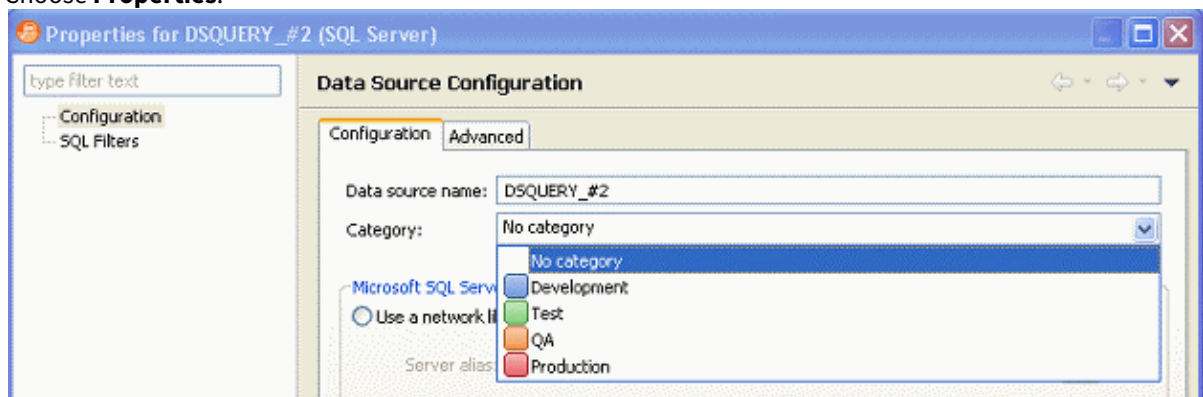 Choose Properties.
Properties for DSQUERY_#2 (SQL Server)
type filter text
Configuration
SQL Filters
Data Source Configuration
Configuration Advanced
Data source name: DSQUERY_#2
Category: No category
No category
Microsoft SQL Serv
Development
Use a network li
Test
QA
Server alias:
Production